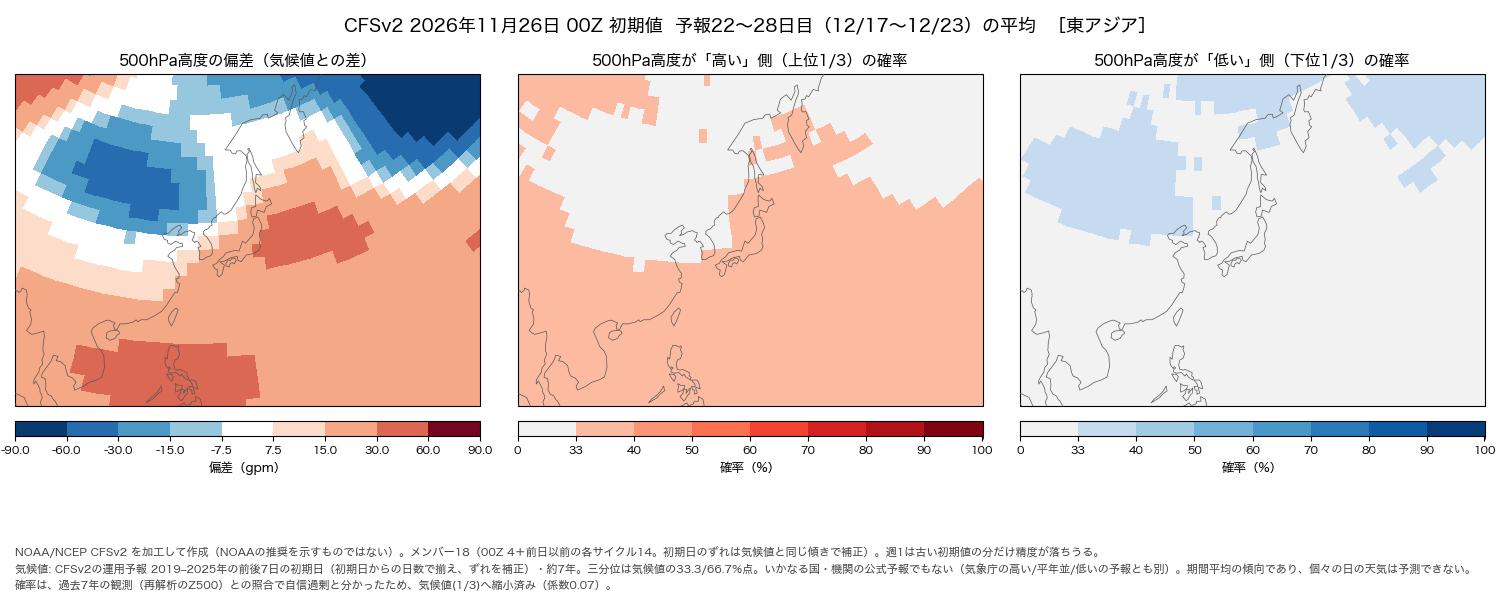 CFSv2 2026年11月26日 00Z 初期値 予報22～28日目（12/17～12/23）の平均 ［東アジア］
500hPa高度の偏差（気候値との差）
500hPa高度が「高い」側（上位1/3）の確率
500hPa高度が「低い」側（下位1/3）の確率
-90.0 -60.0 -30.0 -15.0 -7.5 7.5 15.0 30.0 60.0 90.0
偏差（gpm）
0 33 40 50 60 70 80 90 100
確率（%）
0 33 40 50 60 70 80 90 100
確率（%）
NOAA/NCEP CFSv2 を加工して作成（NOAAの推奨を示すものではない）。メンバー18（00Z 4＋前日以前の各サイクル14。初期日のずれは気候値と同じ傾きで補正）。週1は古い初期値の分だけ精度が落ちうる。
気候値: CFSv2の運用予報 2019–2025年の前後7日の初期日（初期日からの日数で揃え、ずれを補正）・約7年。三分位は気候値の33.3/66.7%点。いかなる国・機関の公式予報でもない（気象庁の高い/平年並/低いの予報とも別）。期間平均の傾向であり、個々の日の天気は予測できない。
確率は、過去7年の観測（再解析のZ500）との照合で自信過剰と分かったため、気候値(1/3)へ縮小済み（係数0.07）。